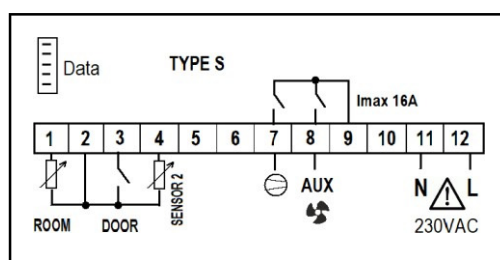 Data
TYPE S
Imax 16A
1 2 3 4 5 6 7 8 9 10 11 12
ROOM
DOOR
SENSOR 2
AUX
N
L
230VAC